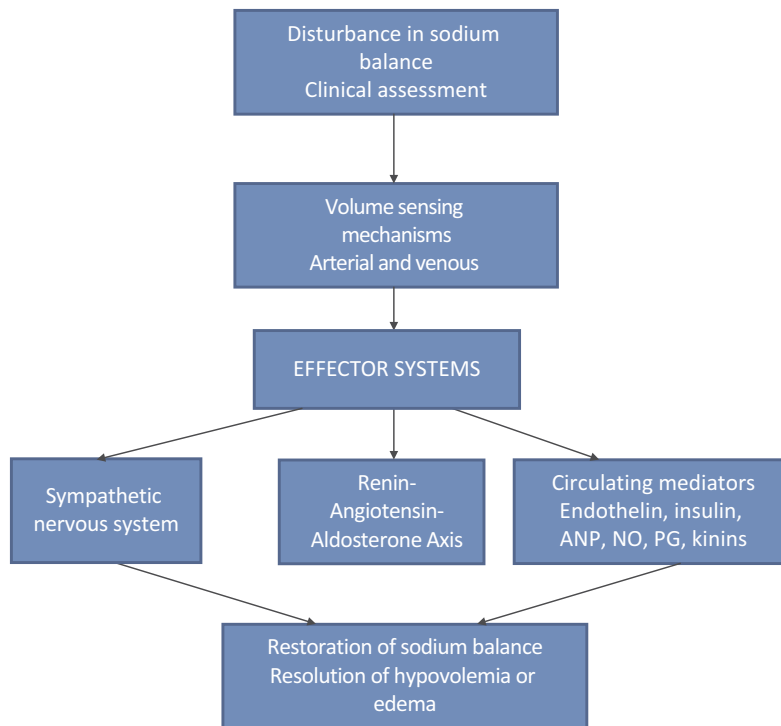 Disturbance in sodium
balance
Clinical assessment
Volume sensing
mechanisms
Arterial and venous
EFFECTOR SYSTEMS
Sympathetic
nervous system
Renin-
Angiotensin-
Aldosterone Axis
Circulating mediators
Endothelin, insulin,
ANP, NO, PG, kinins
Restoration of sodium balance
Resolution of hypovolemia or
edema